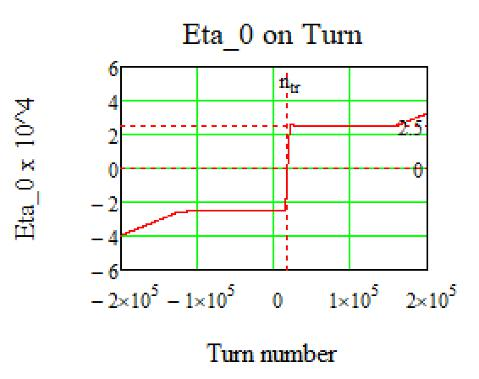 Eta_0 on Turn
Eta_0 x 10^4
6
4
2
0
− 2
− 4
− 6
n_tr
2.5
0
− 2×10^5 − 1×10^5 0 1×10^5 2×10^5
Turn number